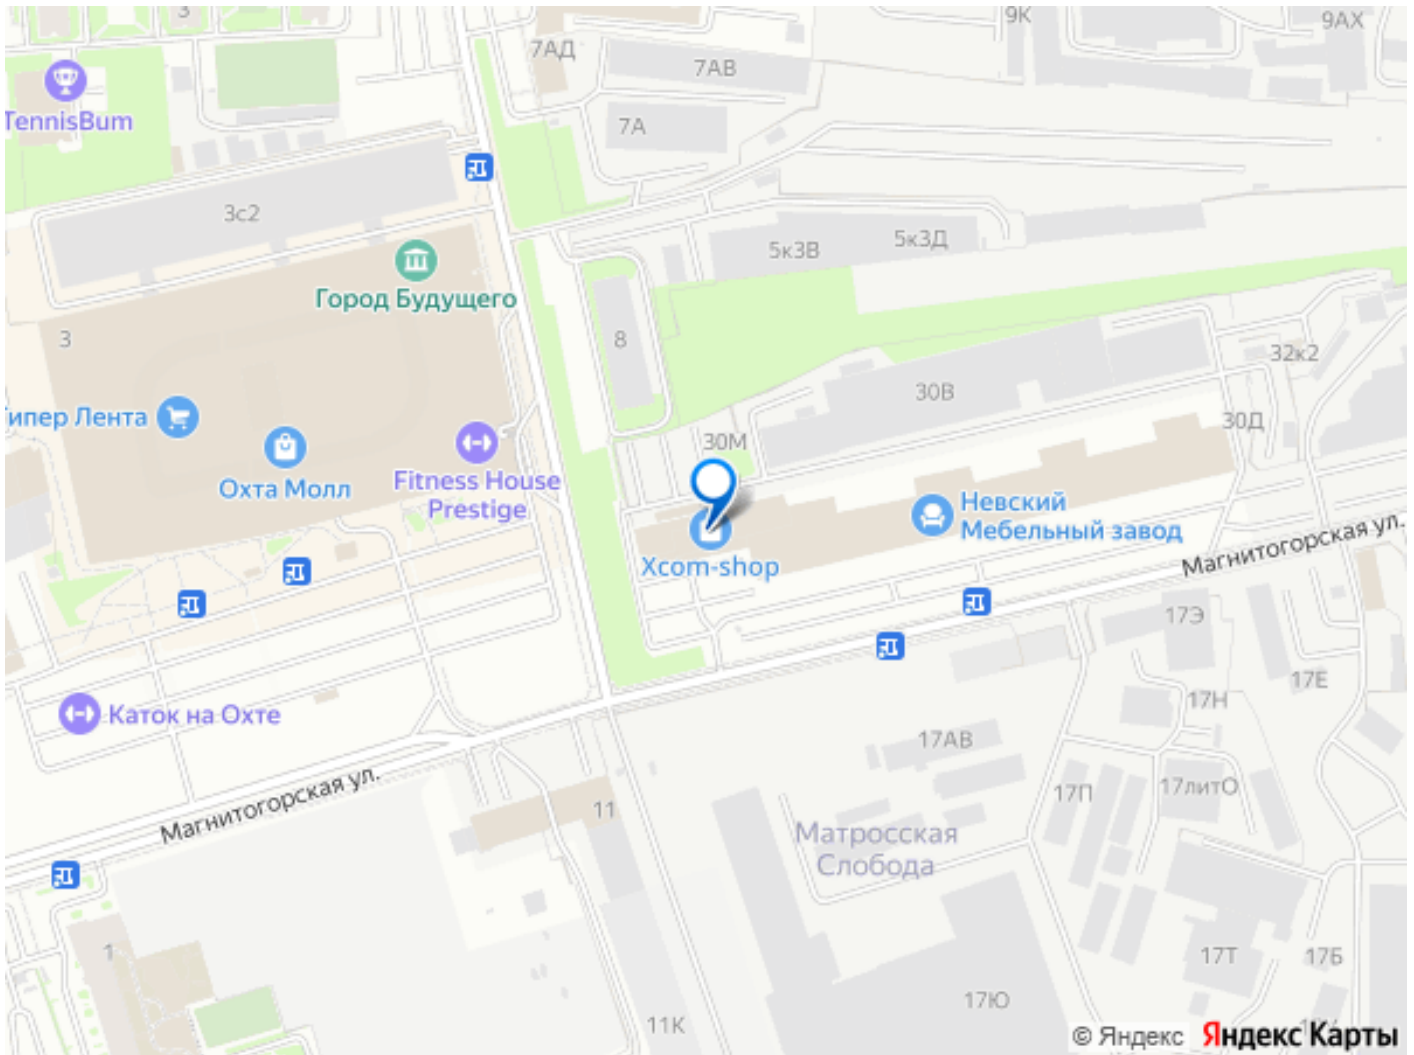 3
9К
9АХ
7АД
7АВ
TennisBum
7А
3с2
5к3В
5к3Д
Город Будущего
3
8
32к2
30В
ипер Лента
30М
30Д
Охта Молл
Fitness House
Prestige
Невский
Мебельный завод
Xcom-shop
Магнитогорская ул.
17Э
17Е
17Н
Каток на Охте
17АВ
17П
17литО
Магнитогорская ул.
11
Матросская
Слобода
1
17Т
17Б
17Ю
11К
© Яндекс Яндекс Карты